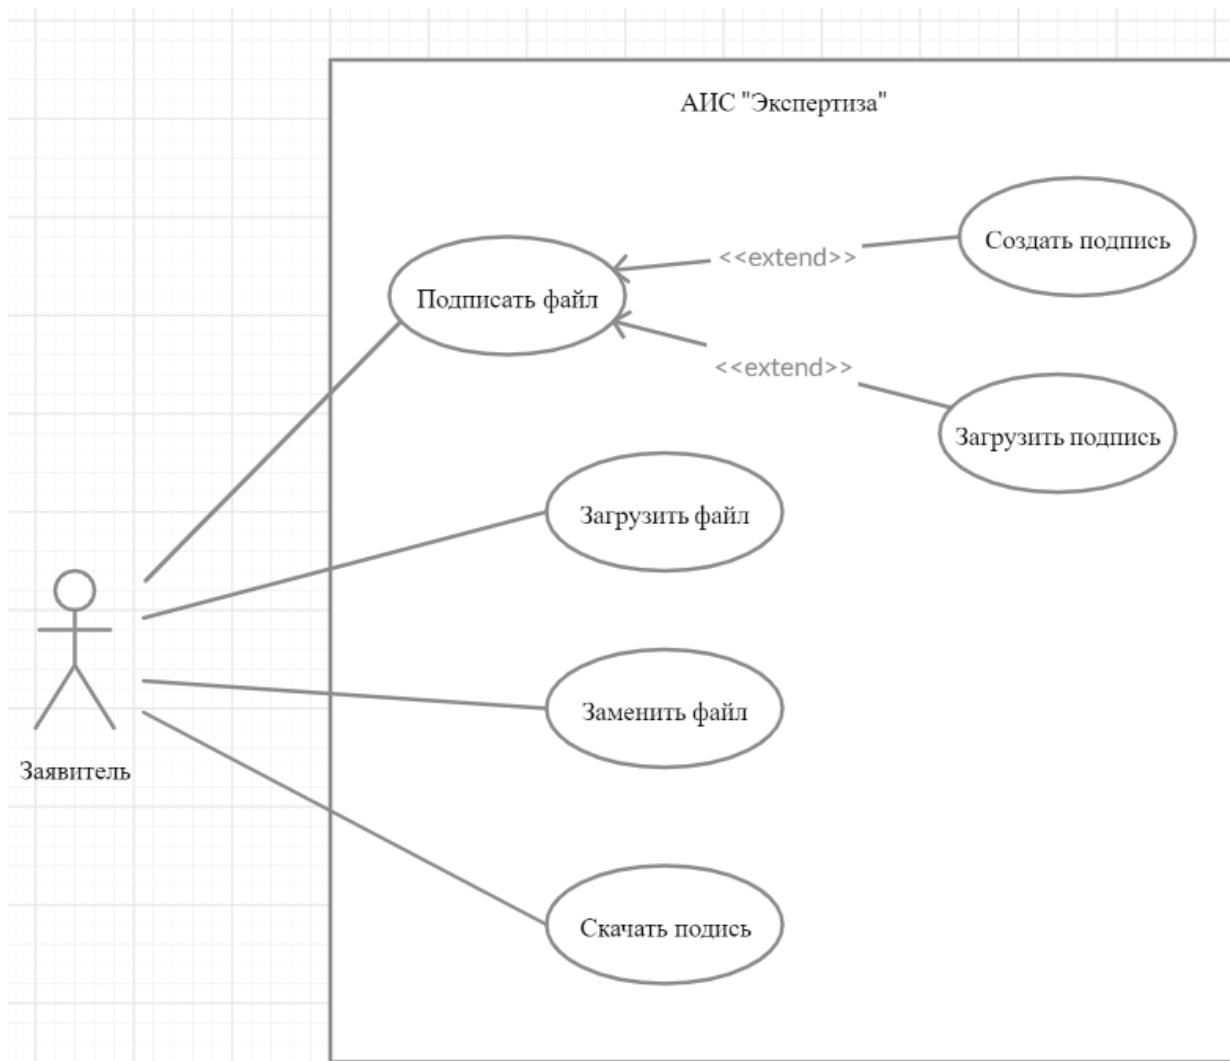 АИС "Экспертиза"
Создать подпись
<<extend>>
Подписать файл
<<extend>>
Загрузить подпись
Загрузить файл
Заменить файл
Заявитель
Скачать подись